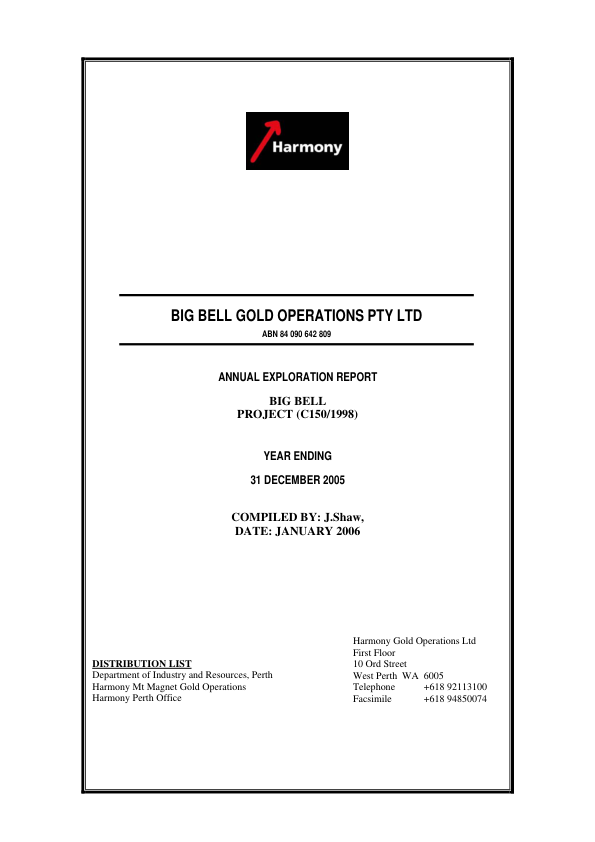 Harmony
BIG BELL GOLD OPERATIONS PTY LTD
ABN 84 090 642 809
ANNUAL EXPLORATION REPORT
BIG BELL
PROJECT (C150/1998)
YEAR ENDING
31 DECEMBER 2005
COMPILED BY: J.Shaw,
DATE: JANUARY 2006
DISTRIBUTION LIST
Department of Industry and Resources, Perth
Harmony Mt Magnet Gold Operations
Harmony Perth Office
Harmony Gold Operations Ltd
First Floor
10 Ord Street
West Perth WA 6005
Telephone +618 92113100
Facsimile +618 94850074